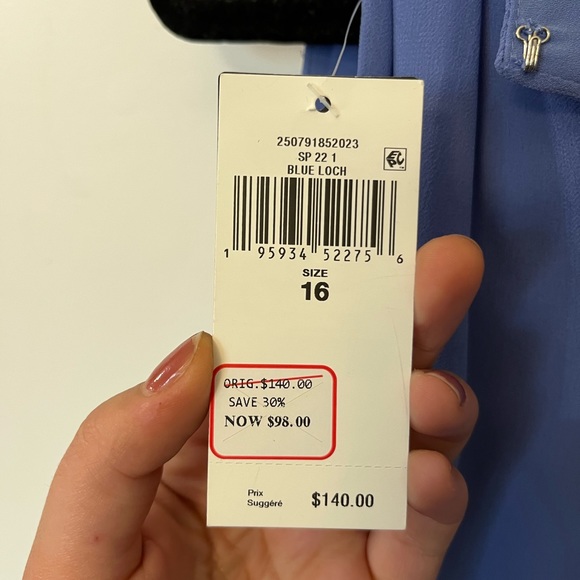 250791852023
SP 22 1
BLUE LOCH
1 95934 52275 6
SIZE
16
ORIG.$140.00
SAVE 30%
NOW $98.00
Prix
Suggéré $140.00